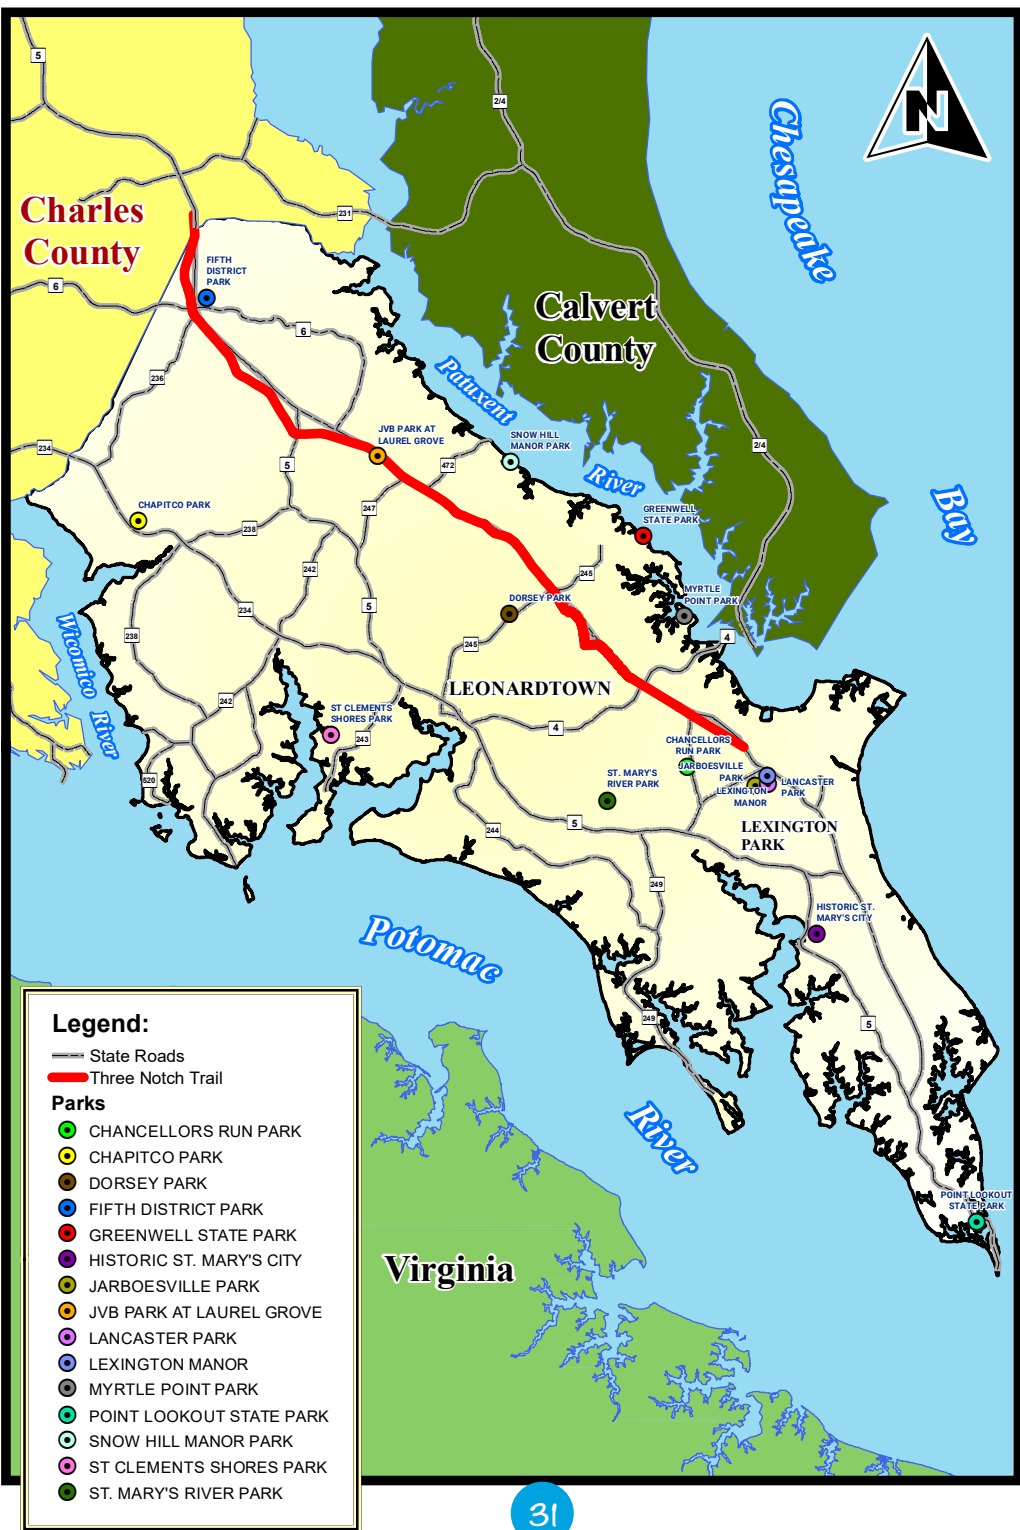 N
5
2/4
Chesapeake
Charles
County
231
FIFTH
DISTRICT
PARK
6
6
Calvert
County
Patuxent
236
JVB PARK AT
LAUREL GROVE
SNOW HILL
MANOR PARK
2/4
234
5
472
River
Bay
CHAPITCO PARK
247
GREENWELL
STATE PARK
238
242
245
MYRTLE
POINT PARK
DORSEY PARK
5
234
Wicomico
River
238
245
4
LEONARDTOWN
242
ST CLEMENTS
SHORES PARK
4
243
CHANCELLORS
RUN PARK
JARBOESVILLE
PARK
520
ST. MARY'S
RIVER PARK
LANCASTER
PARK
LEXINGTON
MANOR
5
244
LEXINGTON
PARK
249
HISTORIC ST.
MARY'S CITY
Potomac
249
5
River
POINT LOOKOUT
STATE PARK
Virginia
Legend:
State Roads
Three Notch Trail
Parks
CHANCELLORS RUN PARK
CHAPITCO PARK
DORSEY PARK
FIFTH DISTRICT PARK
GREENWELL STATE PARK
HISTORIC ST. MARY'S CITY
JARBOESVILLE PARK
JVB PARK AT LAUREL GROVE
LANCASTER PARK
LEXINGTON MANOR
MYRTLE POINT PARK
POINT LOOKOUT STATE PARK
SNOW HILL MANOR PARK
ST CLEMENTS SHORES PARK
ST. MARY'S RIVER PARK
31